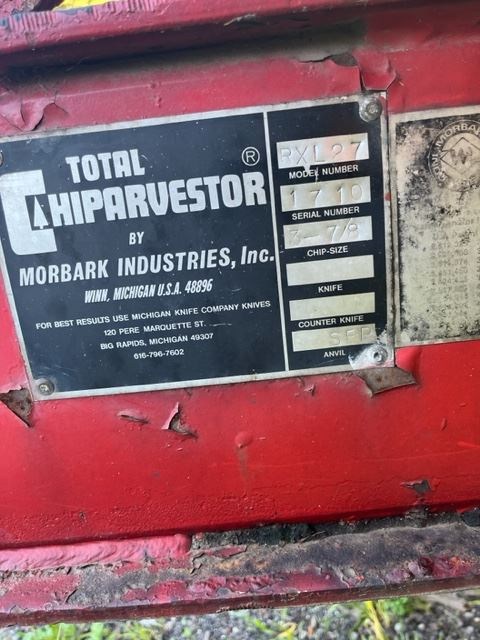 TOTAL ®
CHIPARVESTOR
BY
MORBARK INDUSTRIES, Inc.
WINN, MICHIGAN U.S.A. 48896
FOR BEST RESULTS USE MICHIGAN KNIFE COMPANY KNIVES
120 PERE MARQUETTE ST.
BIG RAPIDS, MICHIGAN 49307
616-796-7602
RXL27
MODEL NUMBER
1710
SERIAL NUMBER
3-7/8
CHIP-SIZE
KNIFE
COUNTER KNIFE
ANVIL
MORBARK